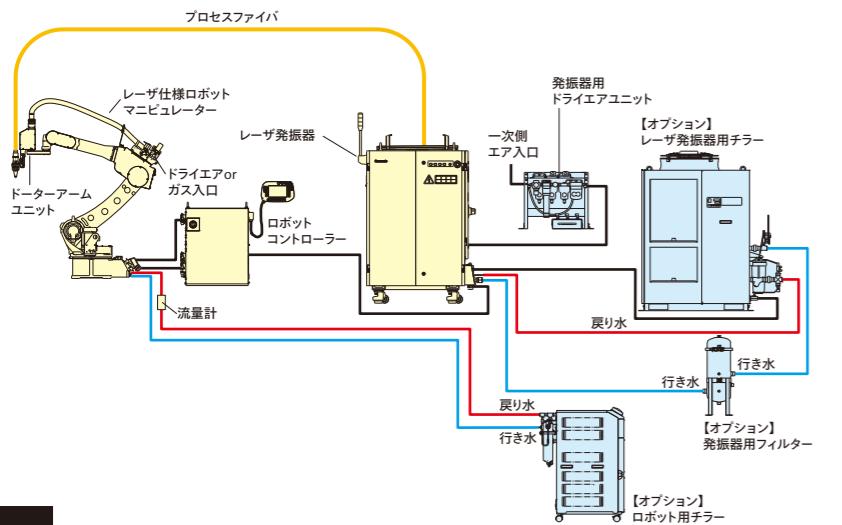 プロセスファイバ
レーザ仕様ロボット
マニピュレーター
発振器用
ドライエアユニット
レーザ発振器
一次側
エア入口
【オプション】
レーザ発振器用チラー
ドライエアor
ガス入口
ドーターアーム
ユニット
ロボット
コントローラー
流量計
戻り水
行き水
行き水
戻り水
行き水
【オプション】
発振器用フィルター
【オプション】
ロボット用チラー